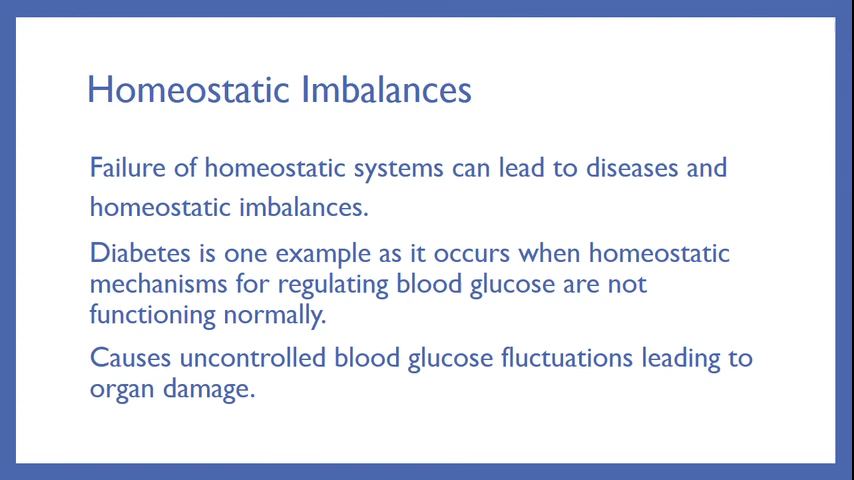 Homeostatic Imbalances
Failure of homeostatic systems can lead to diseases and
homeostatic imbalances.
Diabetes is one example as it occurs when homeostatic
mechanisms for regulating blood glucose are not
functioning normally.
Causes uncontrolled blood glucose fluctuations leading to
organ damage.